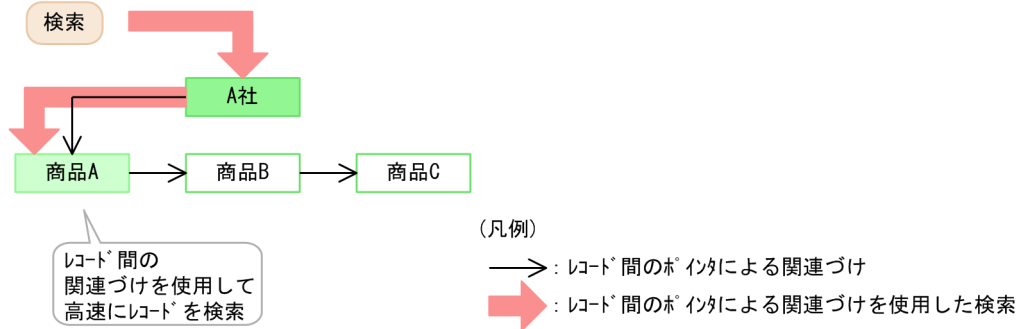 検索
A社
商品A
商品B
商品C
ﾚｺｰﾄﾞ間の
関連づけを使用して
高速にﾚｺｰﾄﾞを検索
(凡例)
：ﾚｺｰﾄﾞ間のﾎﾟｲﾝﾀによる関連づけ
：ﾚｺｰﾄﾞ間のﾎﾟｲﾝﾀによる関連づけを使用した検索